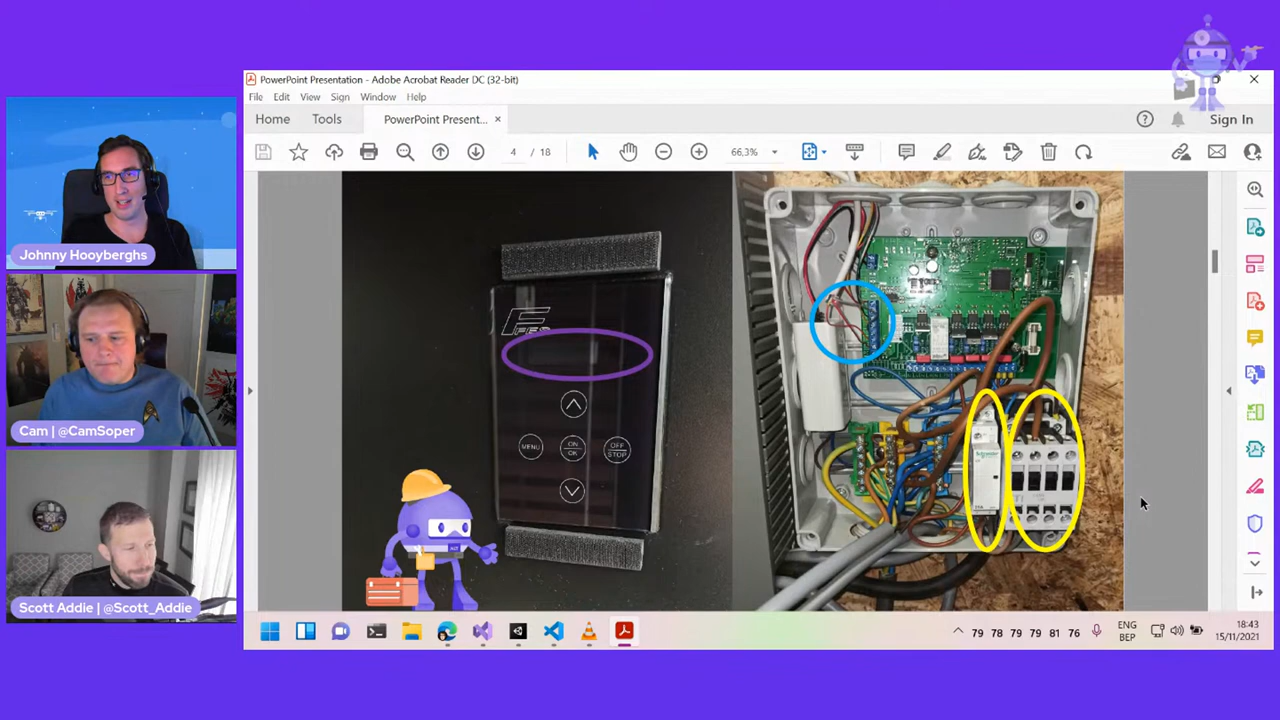 PowerPoint Presentation - Adobe Acrobat Reader DC (32-bit)
File Edit View Sign Window Help
Home Tools PowerPoint Present... Sign In
4 / 18 66,3%
Johnny Hooyberghs
Cam | @CamSoper
Scott Addie | @Scott_Addie
MENU
ON
OFF
STOP
Schneider
.NET
79 78 79 79 81 76
ENG
BEP
18:43
15/11/2021